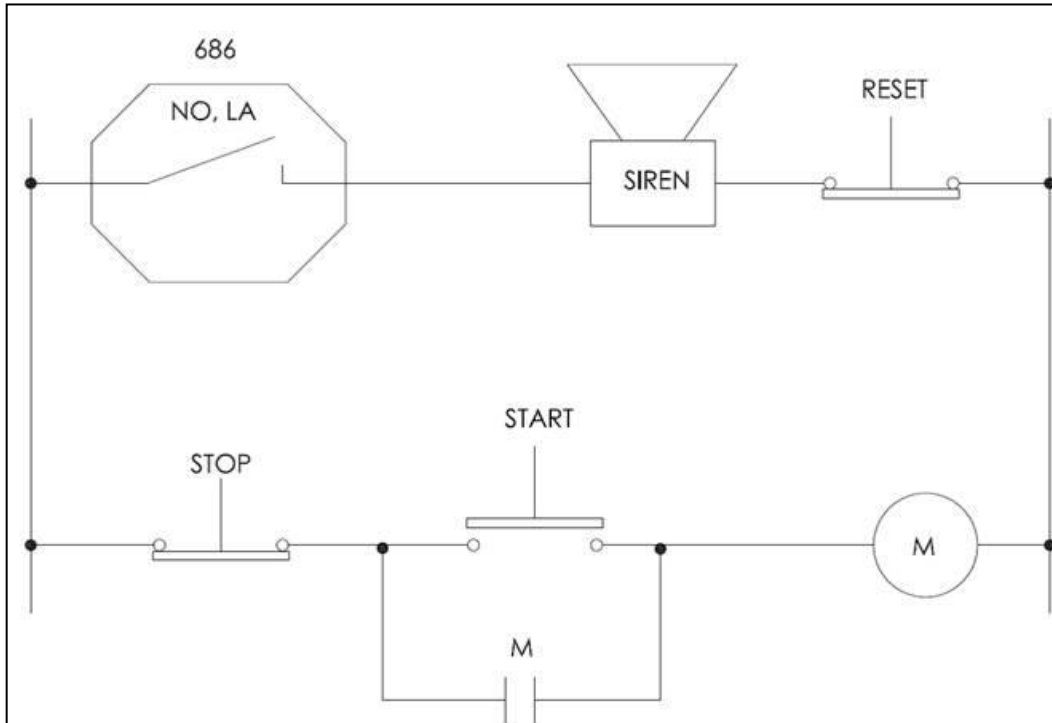 686
NO, LA
SIREN
RESET
STOP
START
M
M